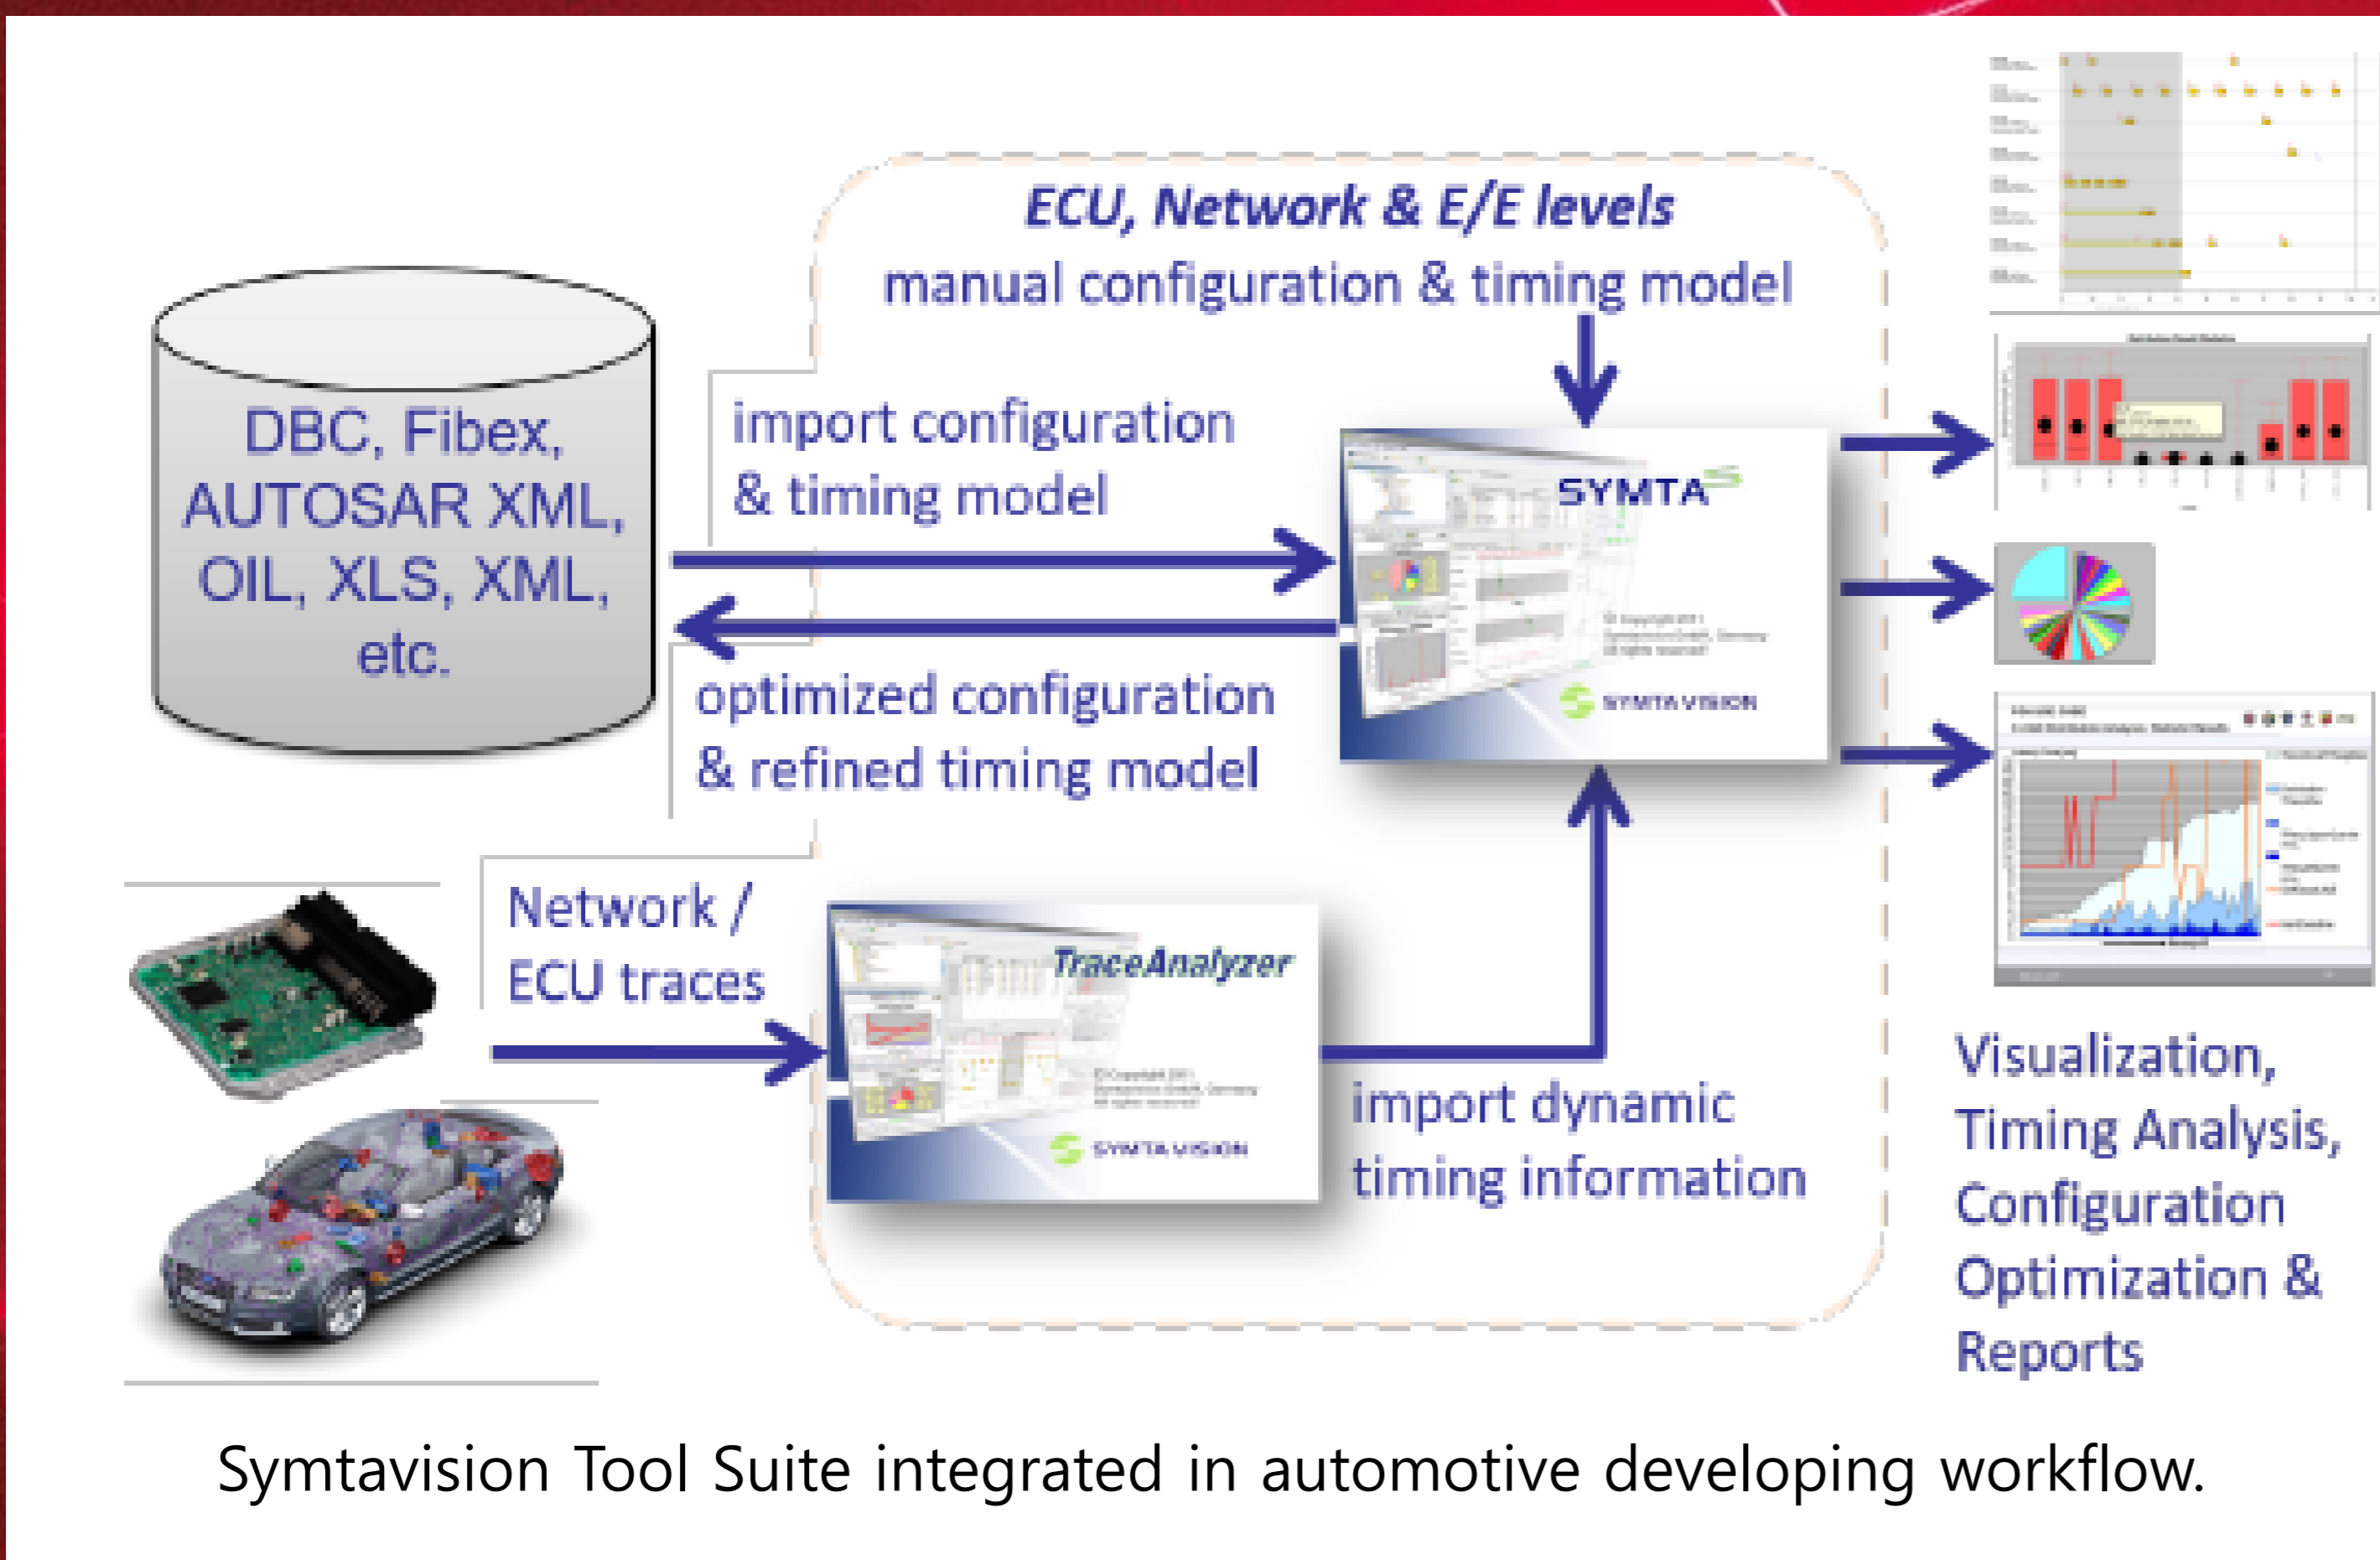 ECU, Network & E/E levels
manual configuration & timing model
DBC, Fibex,
AUTOSAR XML,
OIL, XLS, XML,
etc.
import configuration
& timing model
SYMTA S
SYMTA VISION
optimized configuration
& refined timing model
Network /
ECU traces
TraceAnalyzer
SYMTA VISION
import dynamic
timing information
Visualization,
Timing Analysis,
Configuration
Optimization &
Reports
Symtavision Tool Suite integrated in automotive developing workflow.